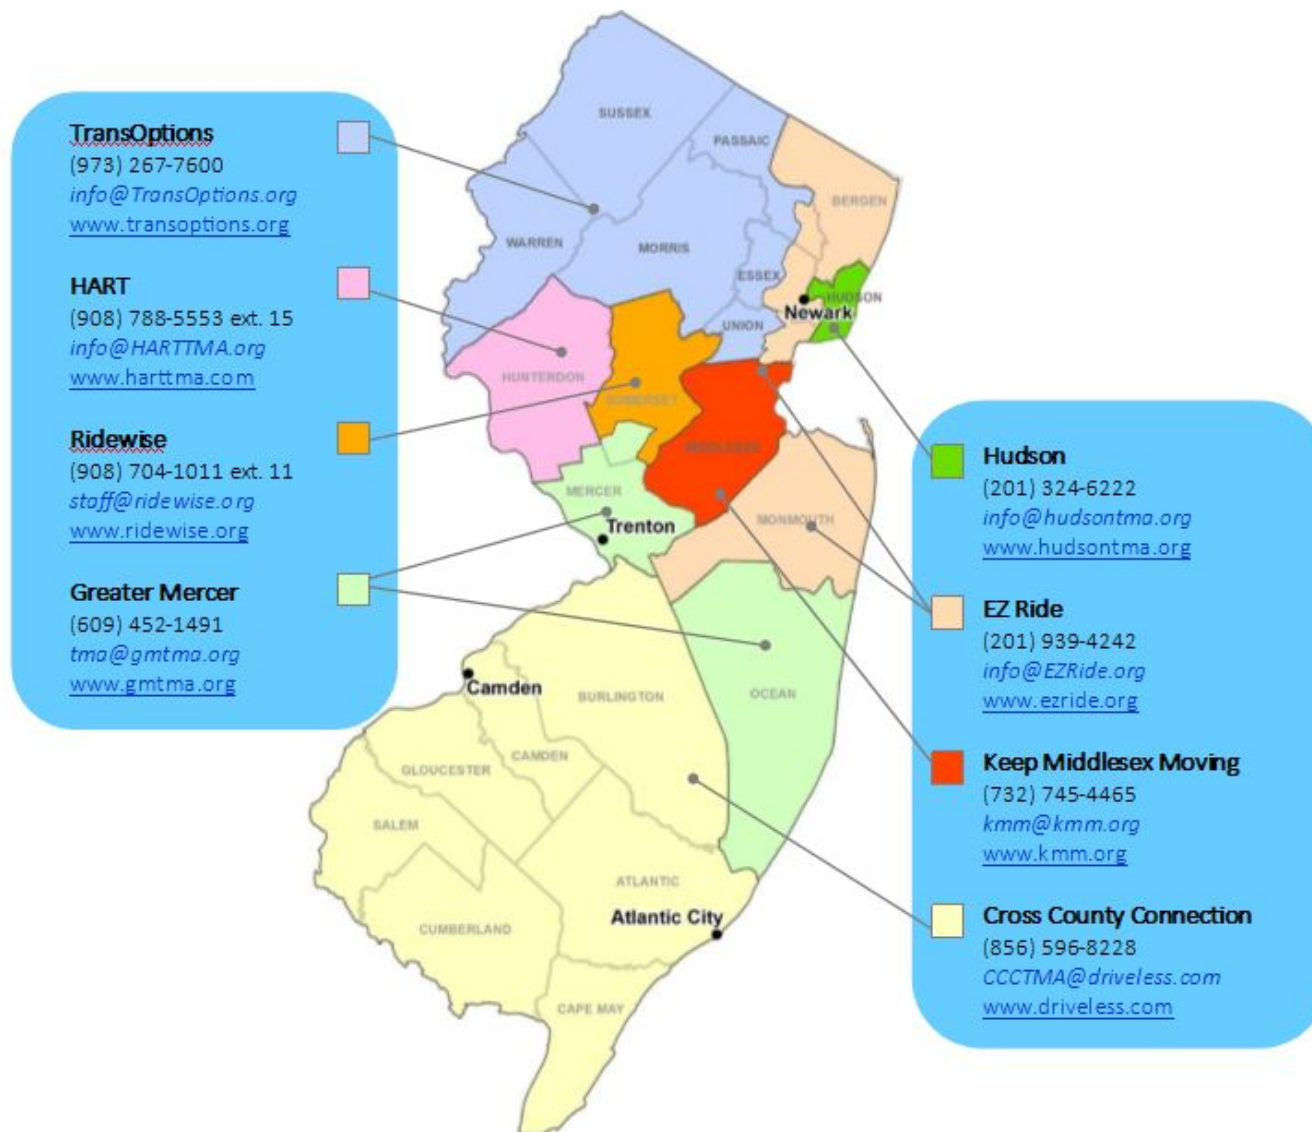 TransOptions
(973) 267-7600
info@TransOptions.org
www.transoptions.org
HART
(908) 788-5553 ext. 15
info@HARTTMA.org
www.harttma.com
Ridewise
(908) 704-1011 ext. 11
staff@ridewise.org
www.ridewise.org
Greater Mercer
(609) 452-1491
tma@gmtma.org
www.gmtma.org
SUSSEX
PASSAIC
BERGEN
WARREN
MORRIS
ESSEX
HUDSON
Newark
UNION
HUNTERDON
SOMERSET
MIDDLESEX
MERCER
Trenton
MONMOUTH
Camden
BURLINGTON
OCEAN
CAMDEN
GLOUCESTER
SALEM
ATLANTIC
Atlantic City
CUMBERLAND
CAPE MAY
Hudson
(201) 324-6222
info@hudsontma.org
www.hudsontma.org
EZ Ride
(201) 939-4242
info@EZRide.org
www.ezride.org
Keep Middlesex Moving
(732) 745-4465
kmm@kmm.org
www.kmm.org
Cross County Connection
(856) 596-8228
CCCTMA@driveless.com
www.driveless.com